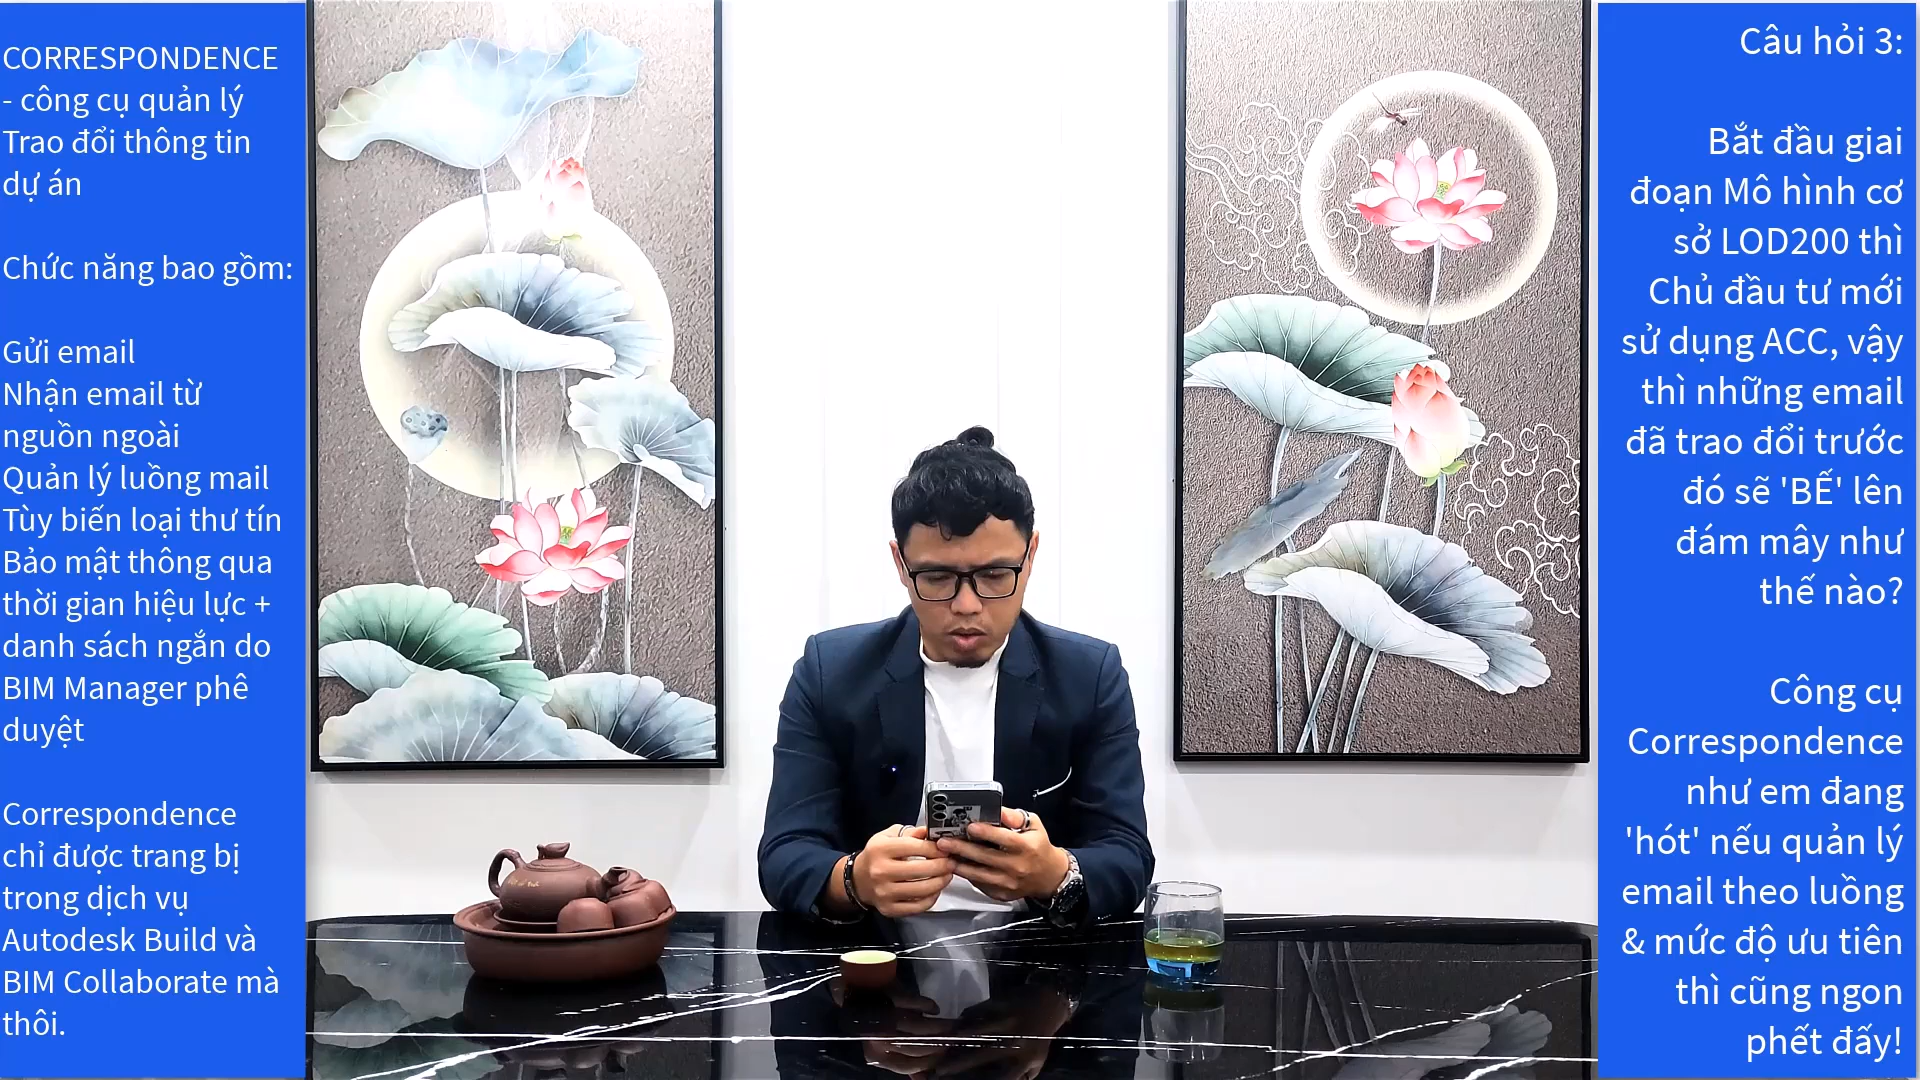 CORRESPONDENCE
- công cụ quản lý
Trao đổi thông tin
dự án
Chức năng bao gồm:
Gửi email
Nhận email từ
nguồn ngoài
Quản lý luồng mail
Tùy biến loại thư tín
Bảo mật thông qua
thời gian hiệu lực +
danh sách ngắn do
BIM Manager phê
duyệt
Correspondence
chỉ được trang bị
trong dịch vụ
Autodesk Build và
BIM Collaborate mà
thôi.
Câu hỏi 3:
Bắt đầu giai
đoạn Mô hình cơ
sở LOD200 thì
Chủ đầu tư mới
sử dụng ACC, vậy
thì những email
đã trao đổi trước
đó sẽ 'BẾ' lên
đám mây như
thế nào?
Công cụ
Correspondence
như em đang
'hót' nếu quản lý
email theo luồng
& mức độ ưu tiên
thì cũng ngon
phết đấy!